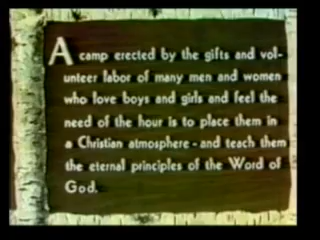 A camp erected by the gifts and vol-
unteer labor of many men and women
who love boys and girls and feel the
need of the hour is to place them in
a Christian atmosphere - and teach them
the eternal principles of the Word of
God.